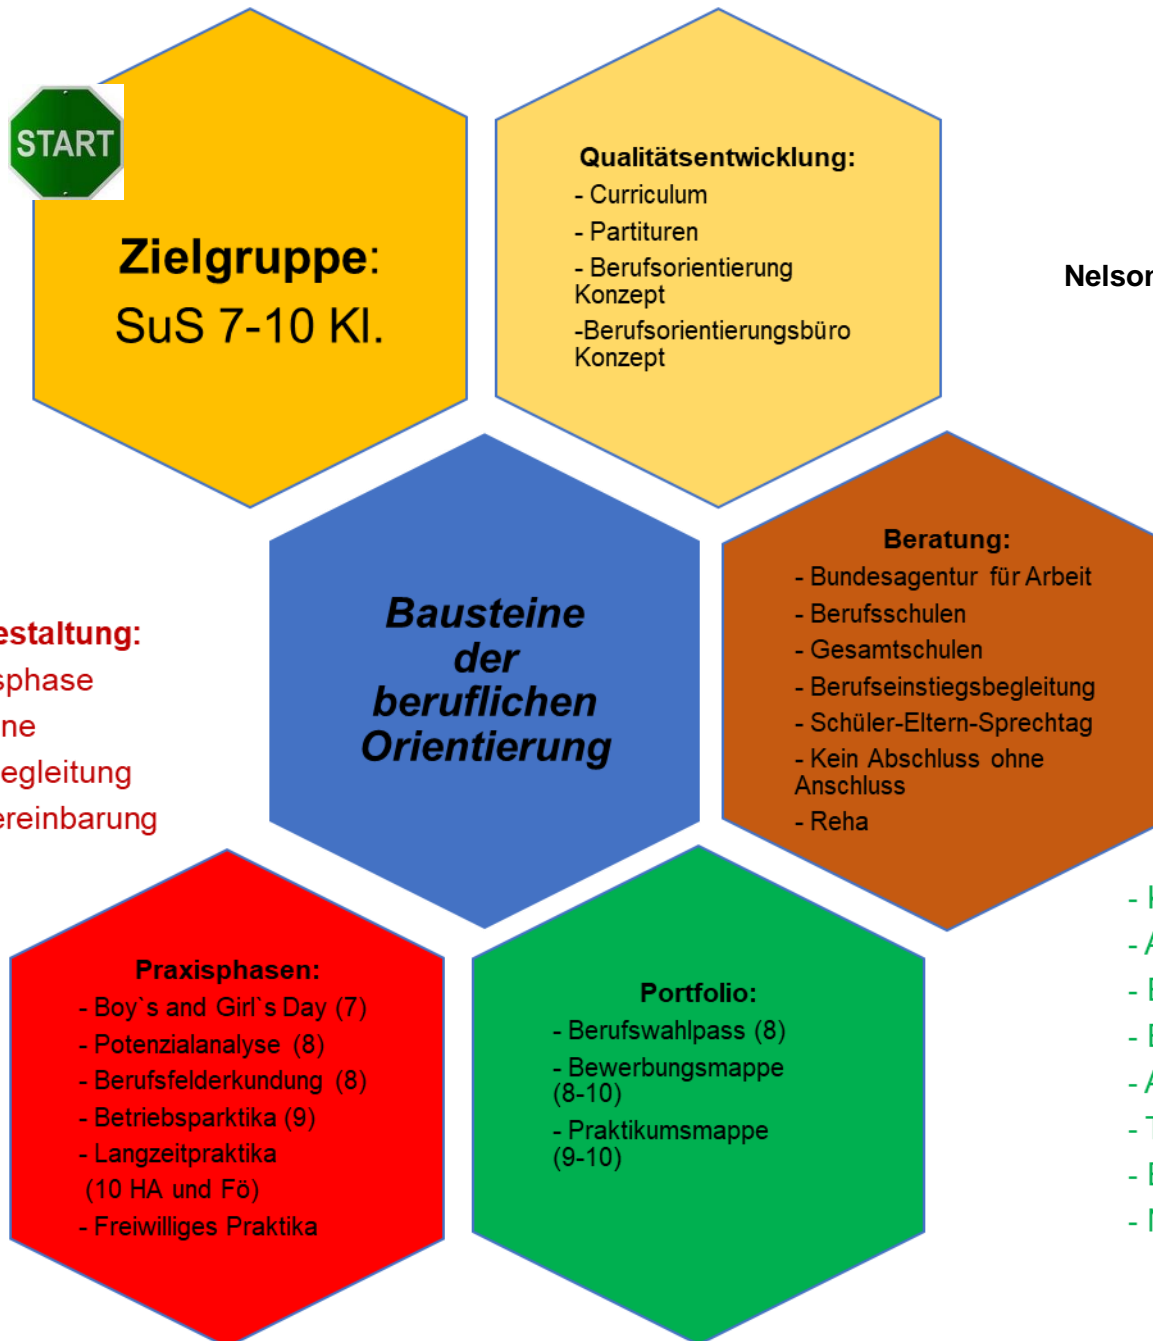 START
Zielgruppe:
SuS 7-10 Kl.
Qualitätsentwicklung:
- Curriculum
- Partituren
- Berufsorientierung
Konzept
-Berufsorientierungsbüro
Konzept
Bausteine
der
beruflichen
Orientierung
Beratung:
- Bundesagentur für Arbeit
- Berufsschulen
- Gesamtschulen
- Berufseinstiegsbegleitung
- Schüler-Eltern-Sprechtag
- Kein Abschluss ohne
Anschluss
- Reha
Praxisphasen:
- Boy`s and Girl`s Day (7)
- Potenzialanalyse (8)
- Berufsfelderkundung (8)
- Betriebsparktika (9)
- Langzeitpraktika
(10 HA und Fö)
- Freiwilliges Praktika
Portfolio:
- Berufswahlpass (8)
- Bewerbungsmappe
(8-10)
- Praktikumsmappe
(9-10)